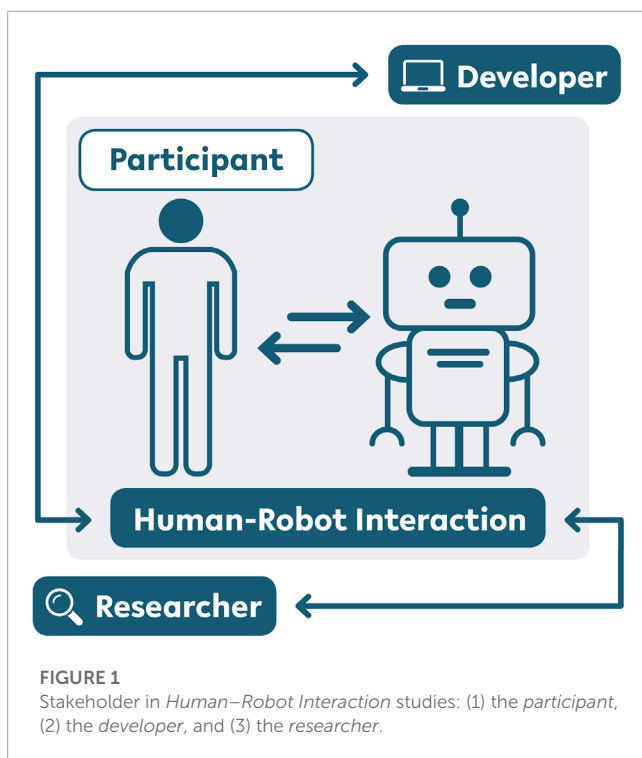 Developer
Participant
Human-Robot Interaction
Researcher
FIGURE 1
Stakeholder in Human–Robot Interaction studies: (1) the participant,
(2) the developer, and (3) the researcher.